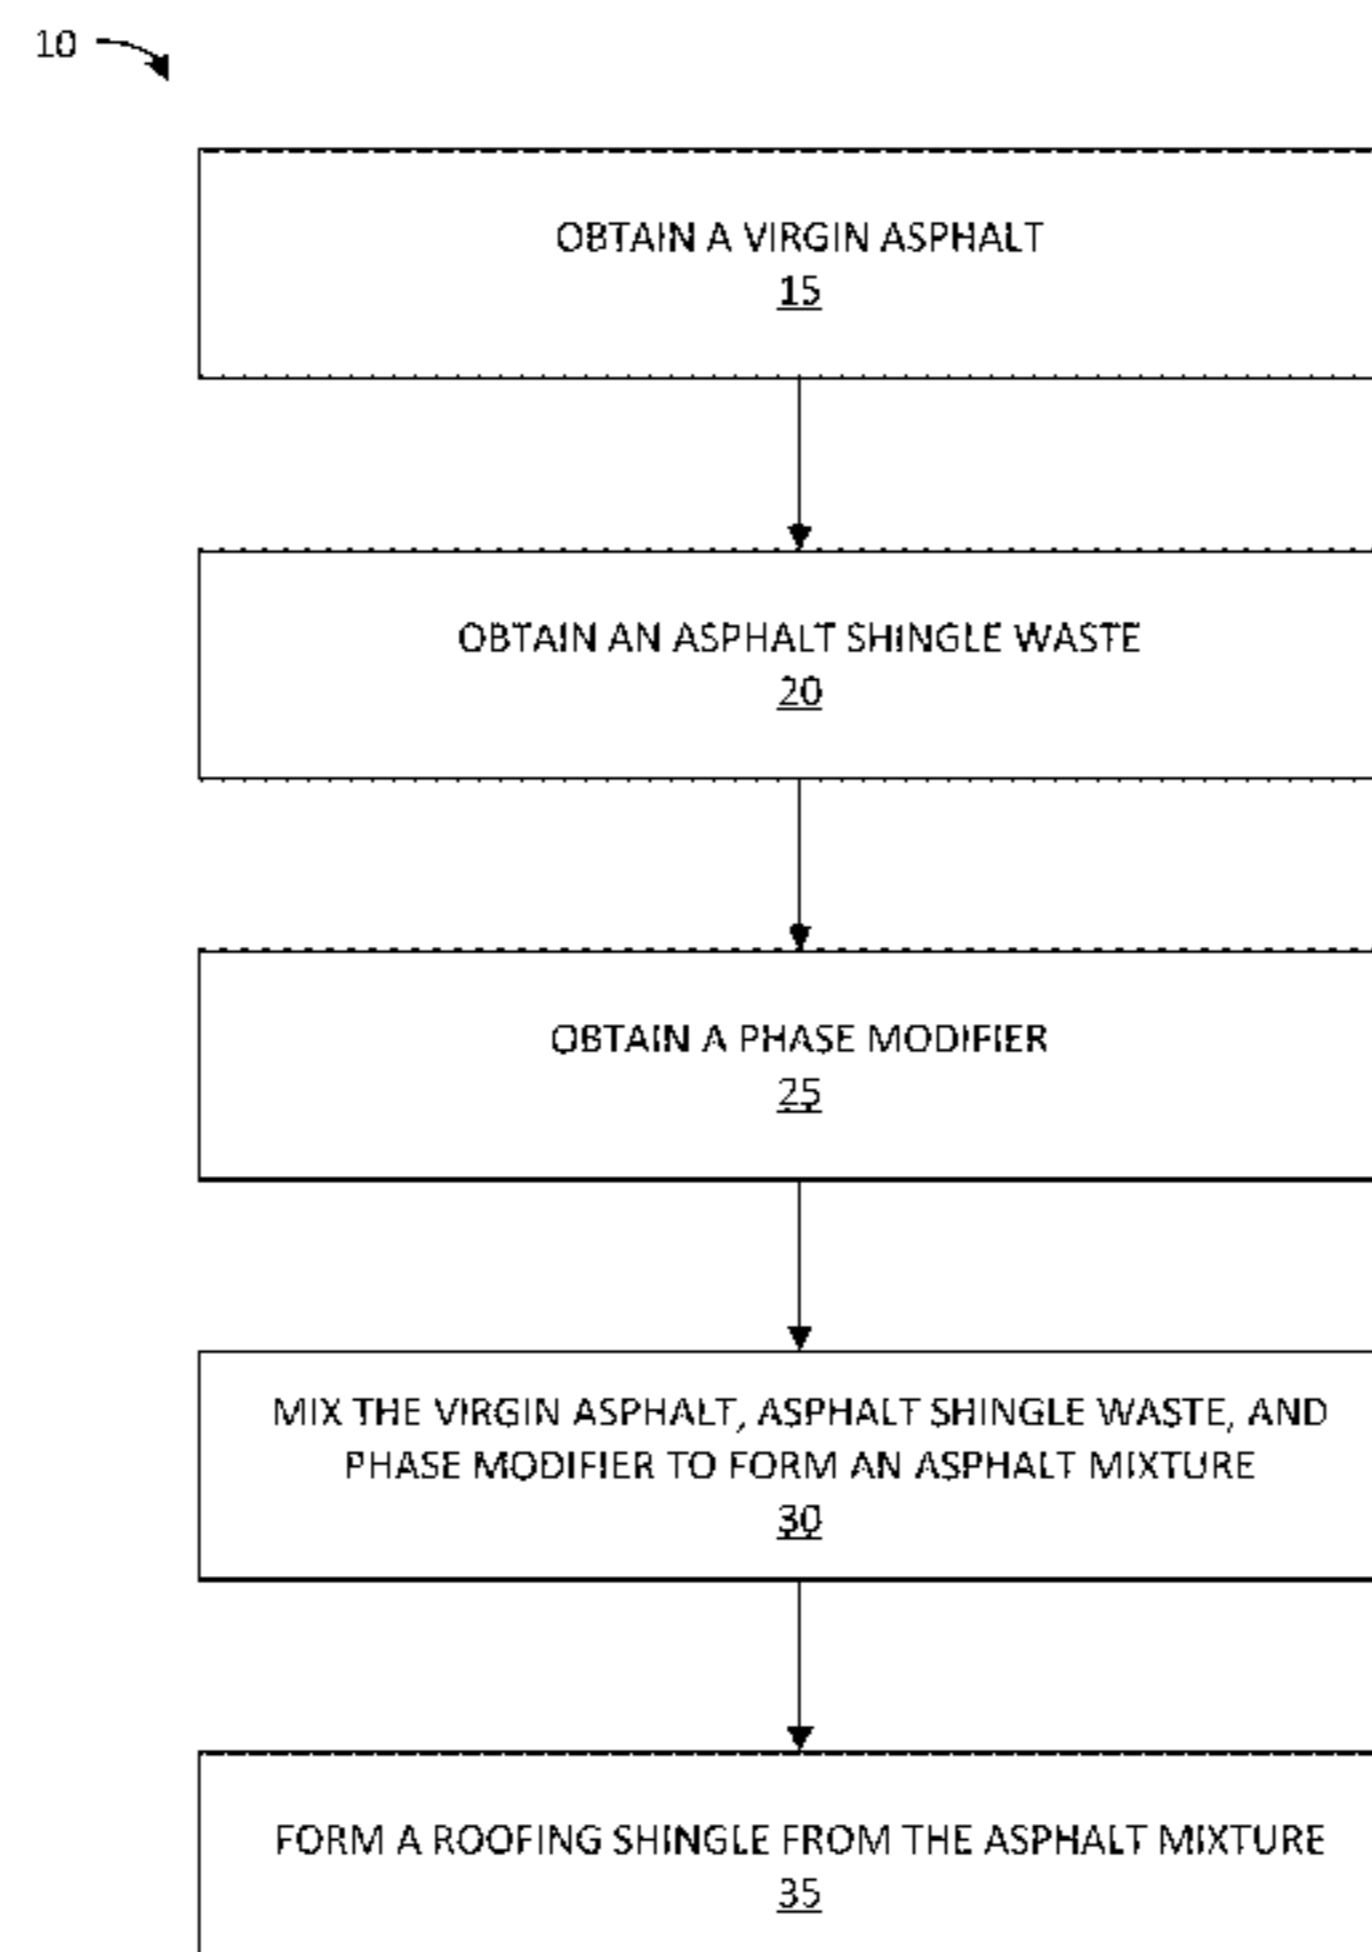 10
OBTAIN A VIRGIN ASPHALT
15
OBTAIN AN ASPHALT SHINGLE WASTE
20
OBTAIN A PHASE MODIFIER
25
MIX THE VIRGIN ASPHALT, ASPHALT SHINGLE WASTE, AND
PHASE MODIFIER TO FORM AN ASPHALT MIXTURE
30
FORM A ROOFING SHINGLE FROM THE ASPHALT MIXTURE
35